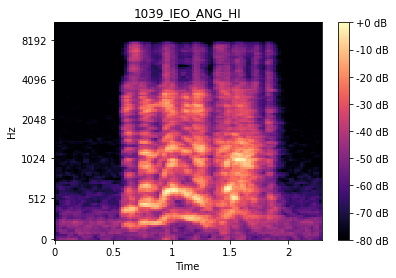 1039_IEO_ANG_HI
8192
4096
2048
1024
512
0
Hz
0 0.5 1 1.5 2
Time
+0 dB
-10 dB
-20 dB
-30 dB
-40 dB
-50 dB
-60 dB
-70 dB
-80 dB